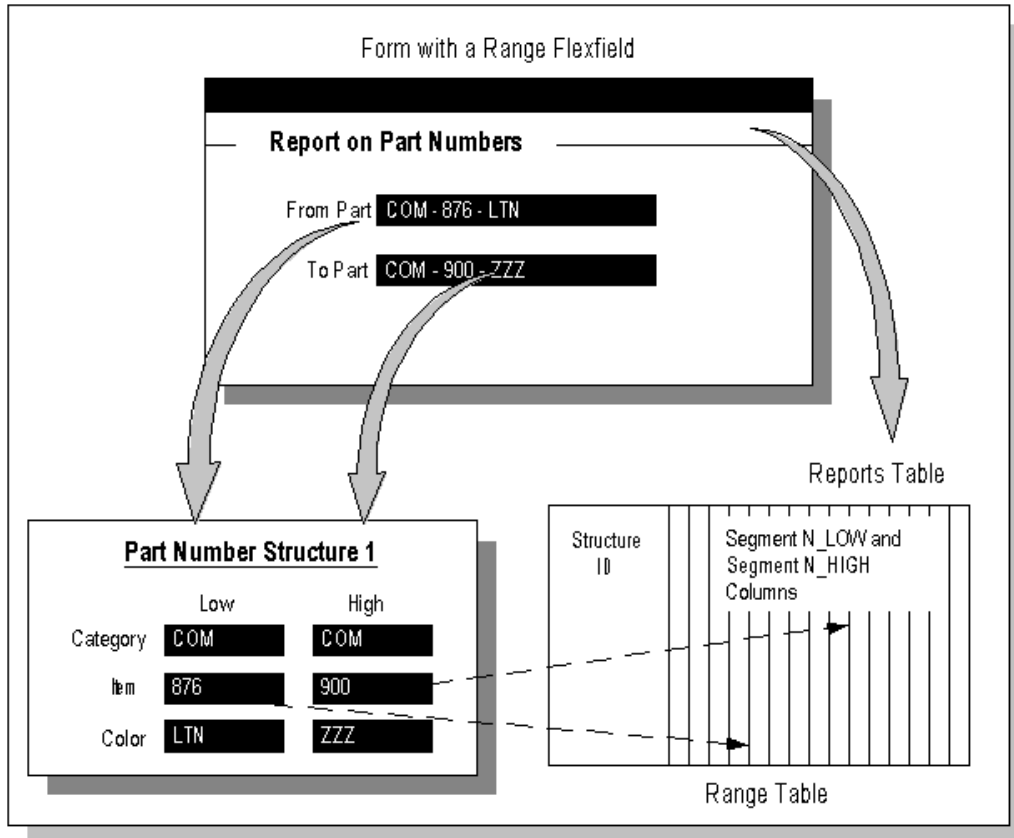 Form with a Range Flexfield
Report on Part Numbers
From Part COM - 876 - LTN
To Part COM - 900 - ZZZ
Reports Table
Part Number Structure 1
Low High
Category COM COM
Item 876 900
Color LTN ZZZ
Structure
ID
Segment N_LOW and
Segment N_HIGH
Columns
Range Table